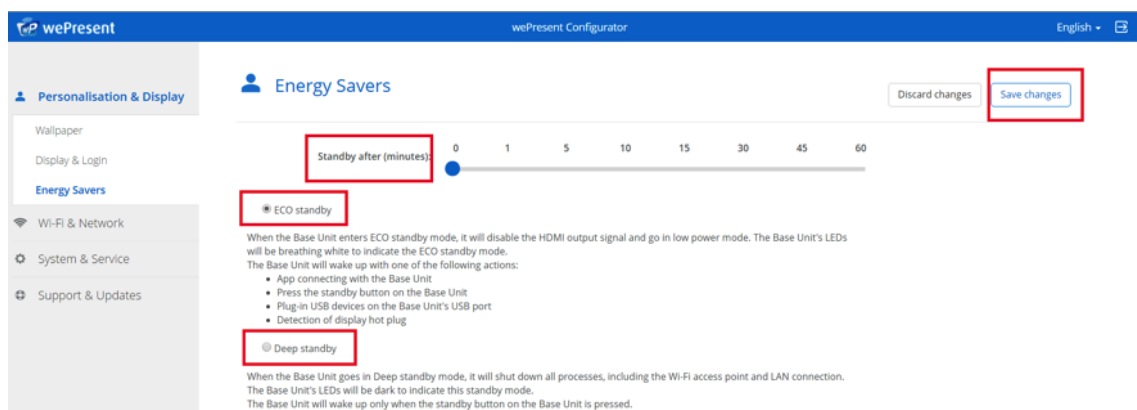 wePresent
wePresent Configurator
English
Personalisation & Display
Wallpaper
Display & Login
Energy Savers
Wi-Fi & Network
System & Service
Support & Updates
Energy Savers
Discard changes
Save changes
Standby after (minutes):
0 1 5 10 15 30 45 60
ECO standby
When the Base Unit enters ECO standby mode, it will disable the HDMI output signal and go in low power mode. The Base Unit's LEDs
will be breathing white to indicate the ECO standby mode.
The Base Unit will wake up with one of the following actions:
• App connecting with the Base Unit
• Press the standby button on the Base Unit
• Plug-in USB devices on the Base Unit's USB port
• Detection of display hot plug
Deep standby
When the Base Unit goes in Deep standby mode, it will shut down all processes, including the Wi-Fi access point and LAN connection.
The Base Unit's LEDs will be dark to indicate this standby mode.
The Base Unit will wake up only when the standby button on the Base Unit is pressed.